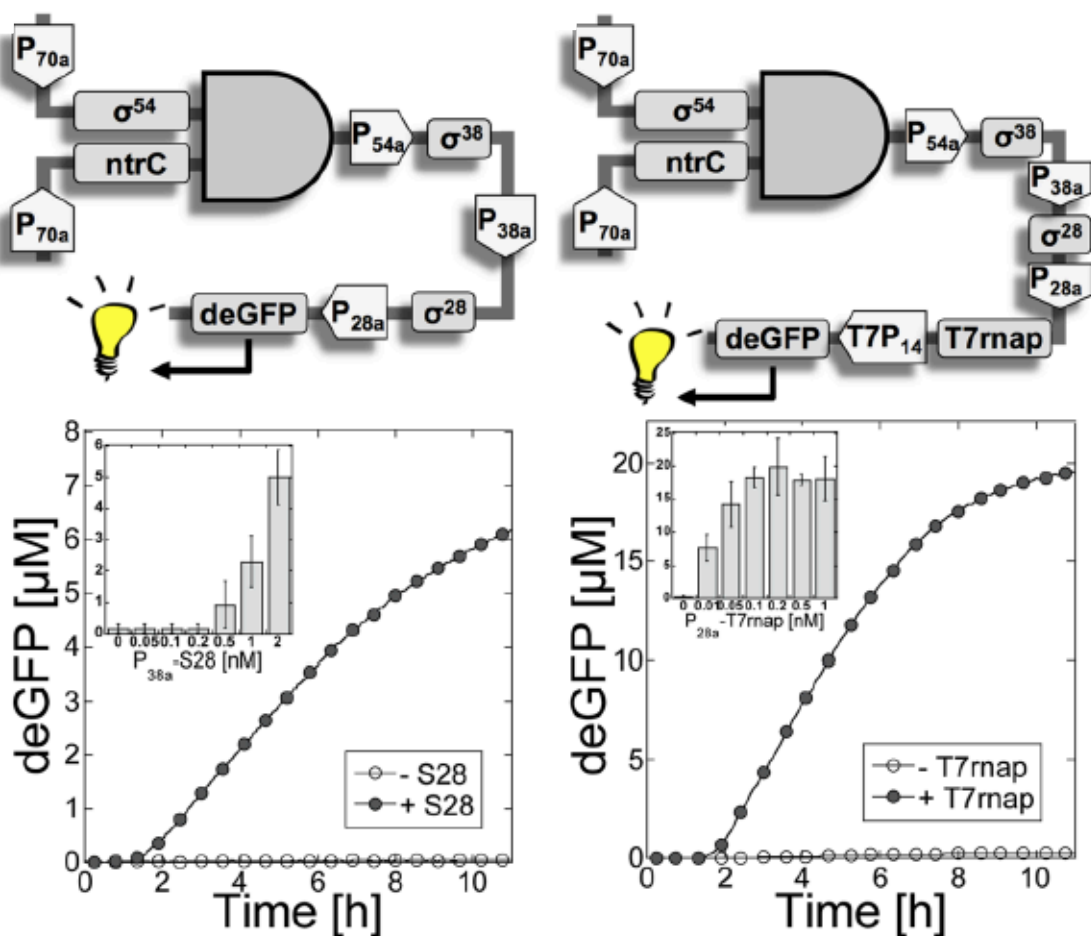 P70a
σ54
ntrC
P70a
P54a
σ38
P38a
σ28
P28a
deGFP
P70a
σ54
ntrC
P70a
P54a
σ38
P38a
σ28
P28a
T7rnap
T7P14
deGFP
deGFP [μM]
8
7
6
5
4
3
2
1
0
6
5
4
3
2
1
0
0 0.05 0.1 0.2 0.5 1 2
P38a-S28 [nM]
- S28
+ S28
0 2 4 6 8 10
Time [h]
deGFP [μM]
20
15
10
5
0
25
20
15
10
5
0
0 0.01 0.05 0.1 0.2 0.5 1
P28a-T7rnap [nM]
- T7rnap
+ T7rnap
0 2 4 6 8 10
Time [h]